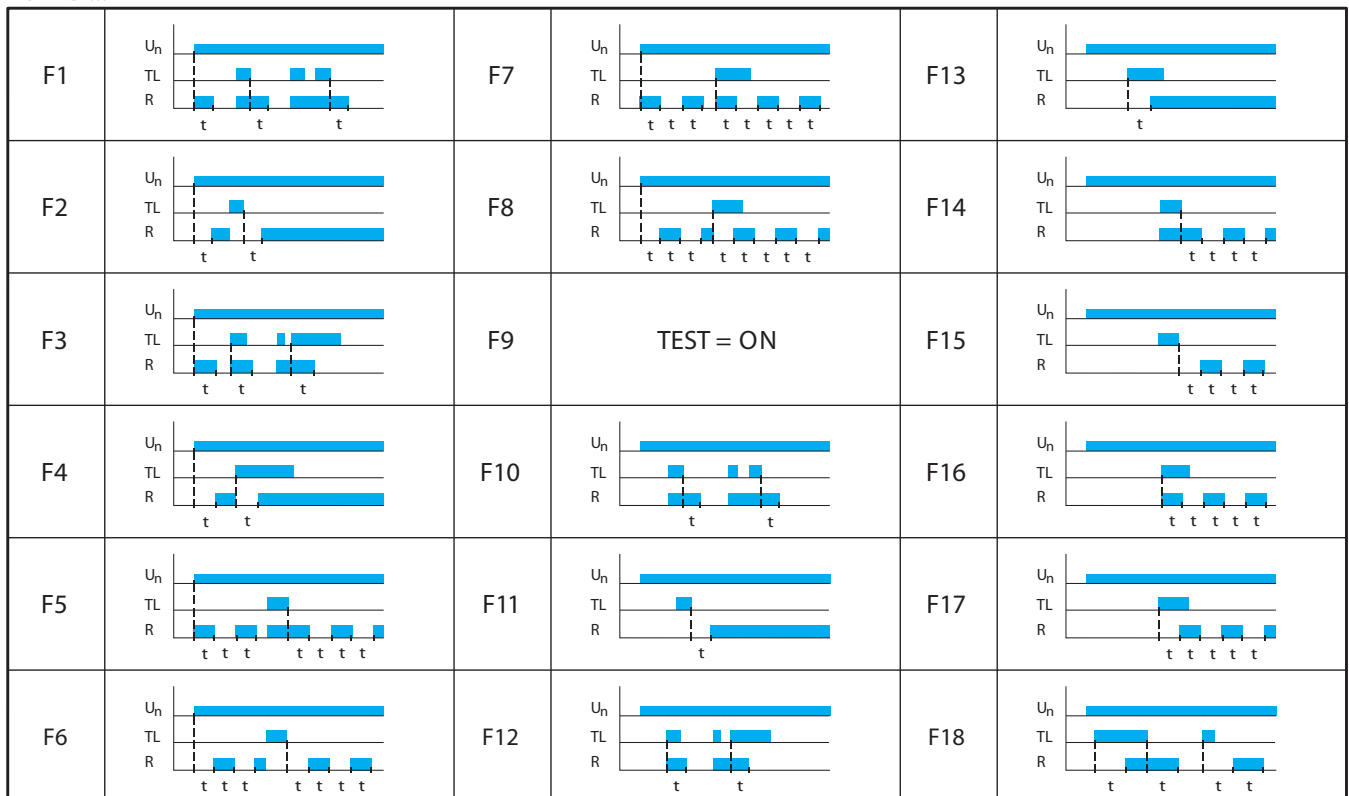 F1
Un
TL
R
t t t
F7
Un
TL
R
t t t t t t t t
F13
Un
TL
R
t
F2
Un
TL
R
t t
F8
Un
TL
R
t t t t t t t t
F14
Un
TL
R
t t t t
F3
Un
TL
R
t t t
F9
TEST = ON
F15
Un
TL
R
t t t t
F4
Un
TL
R
t t
F10
Un
TL
R
t t
F16
Un
TL
R
t t t t t
F5
Un
TL
R
t t t t t t t
F11
Un
TL
R
t
F17
Un
TL
R
t t t t t
F6
Un
TL
R
t t t t t t t
F12
Un
TL
R
t t
F18
Un
TL
R
t t t t